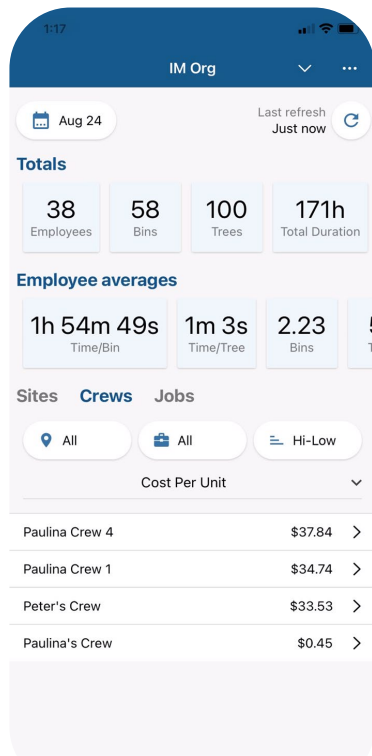 1:17
IM Org
Aug 24
Last refresh
Just now
Totals
38 58 100 171h
Employees Bins Trees Total Duration
Employee averages
1h 54m 49s 1m 3s 2.23
Time/Bin Time/Tree Bins
Sites Crews Jobs
All All Hi-Low
Cost Per Unit
Paulina Crew 4 $37.84
Paulina Crew 1 $34.74
Peter's Crew $33.53
Paulina's Crew $0.45